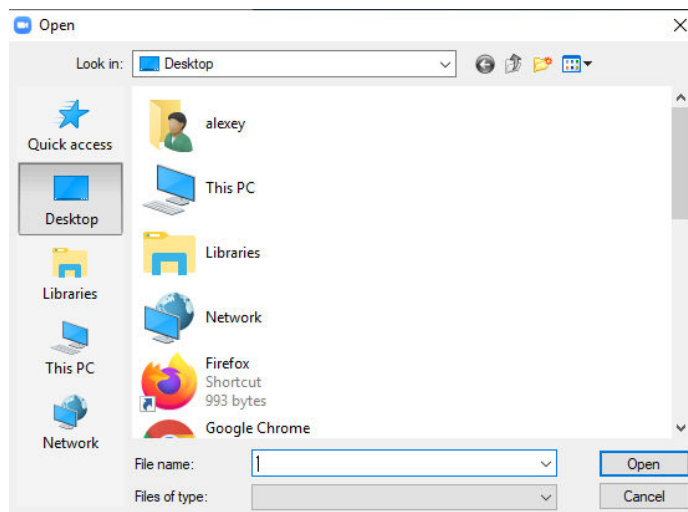 Open
Look in:
Desktop
Quick access
Desktop
Libraries
This PC
Network
alexey
This PC
Libraries
Network
Firefox
Shortcut
993 bytes
Google Chrome
File name:
Open
Files of type:
Cancel